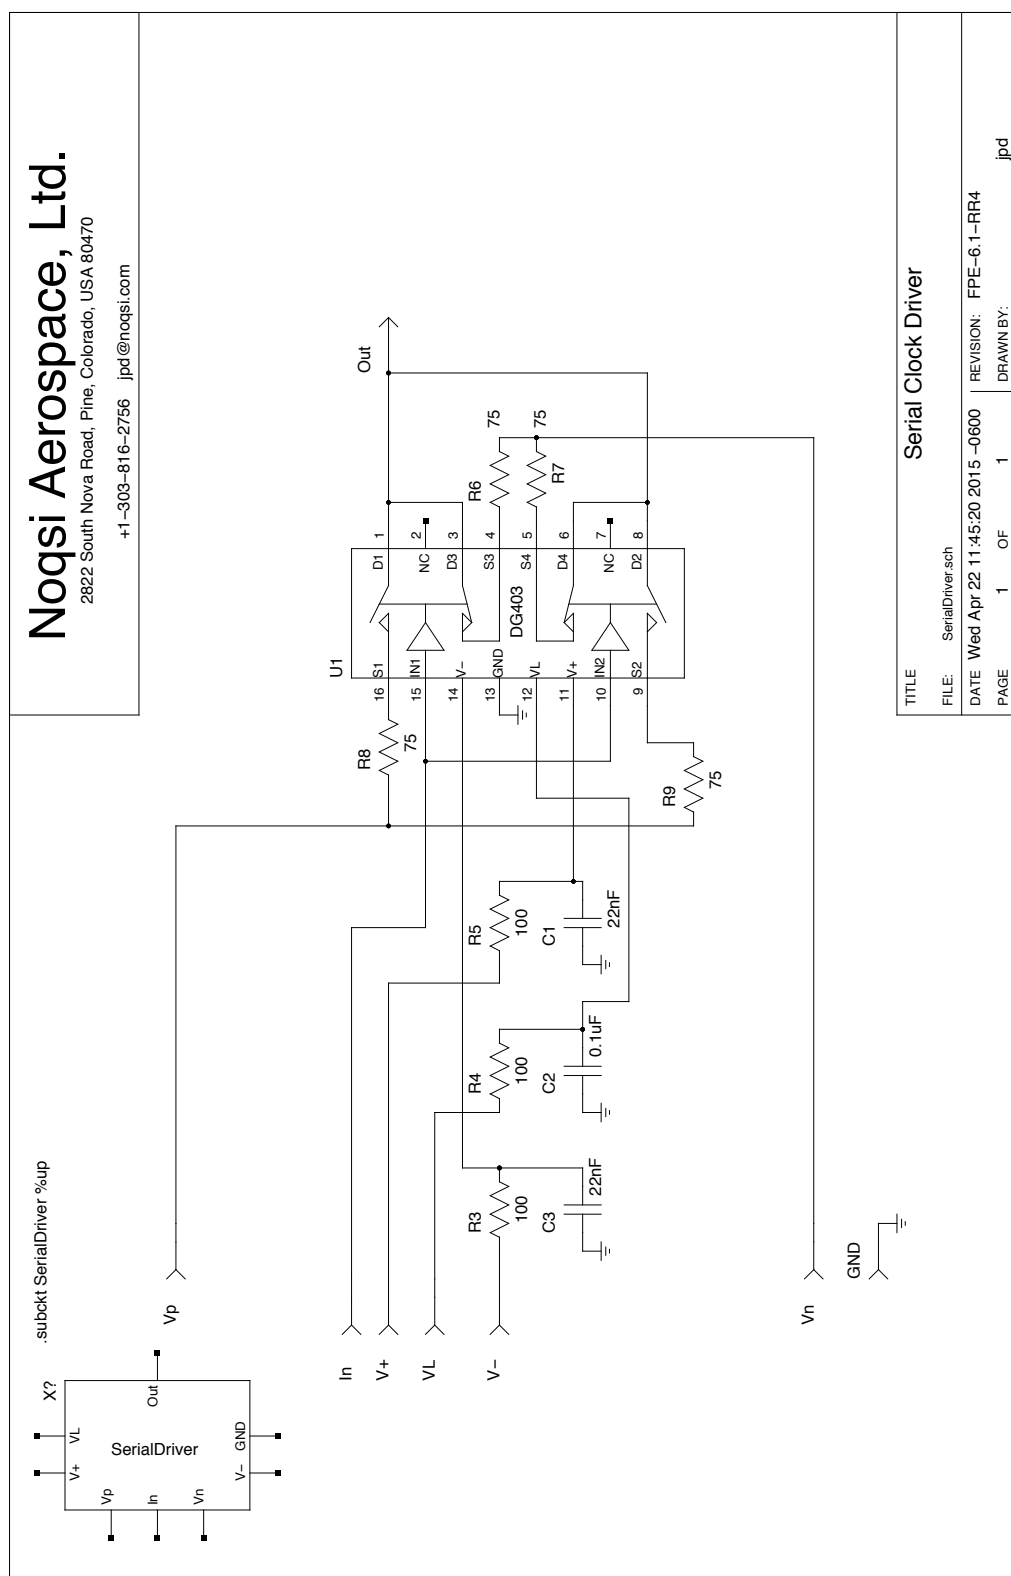 Noqsi Aerospace, Ltd.
2822 South Nova Road, Pine, Colorado, USA 80470
+1−303−816−2756 jpd@noqsi.com
.subckt SerialDriver %up
X?
SerialDriver
V+
VL
Vp
In
Vn
Out
V−
GND
Vp
In
V+
VL
V−
Vn
GND
R3
100
C3
22nF
R4
100
C2
0.1uF
R5
100
C1
22nF
R8
75
R9
75
U1
DG403
16
S1
15
IN1
14
V−
13
GND
12
VL
11
V+
10
IN2
9
S2
D1
1
NC
2
D3
3
S3
4
S4
5
D4
6
NC
7
D2
8
R6
75
R7
75
Out
TITLE
Serial Clock Driver
FILE: SerialDriver.sch
DATE Wed Apr 22 11:45:20 2015 −0600
REVISION: FPE−6.1−RR4
PAGE 1 OF 1
DRAWN BY: jpd